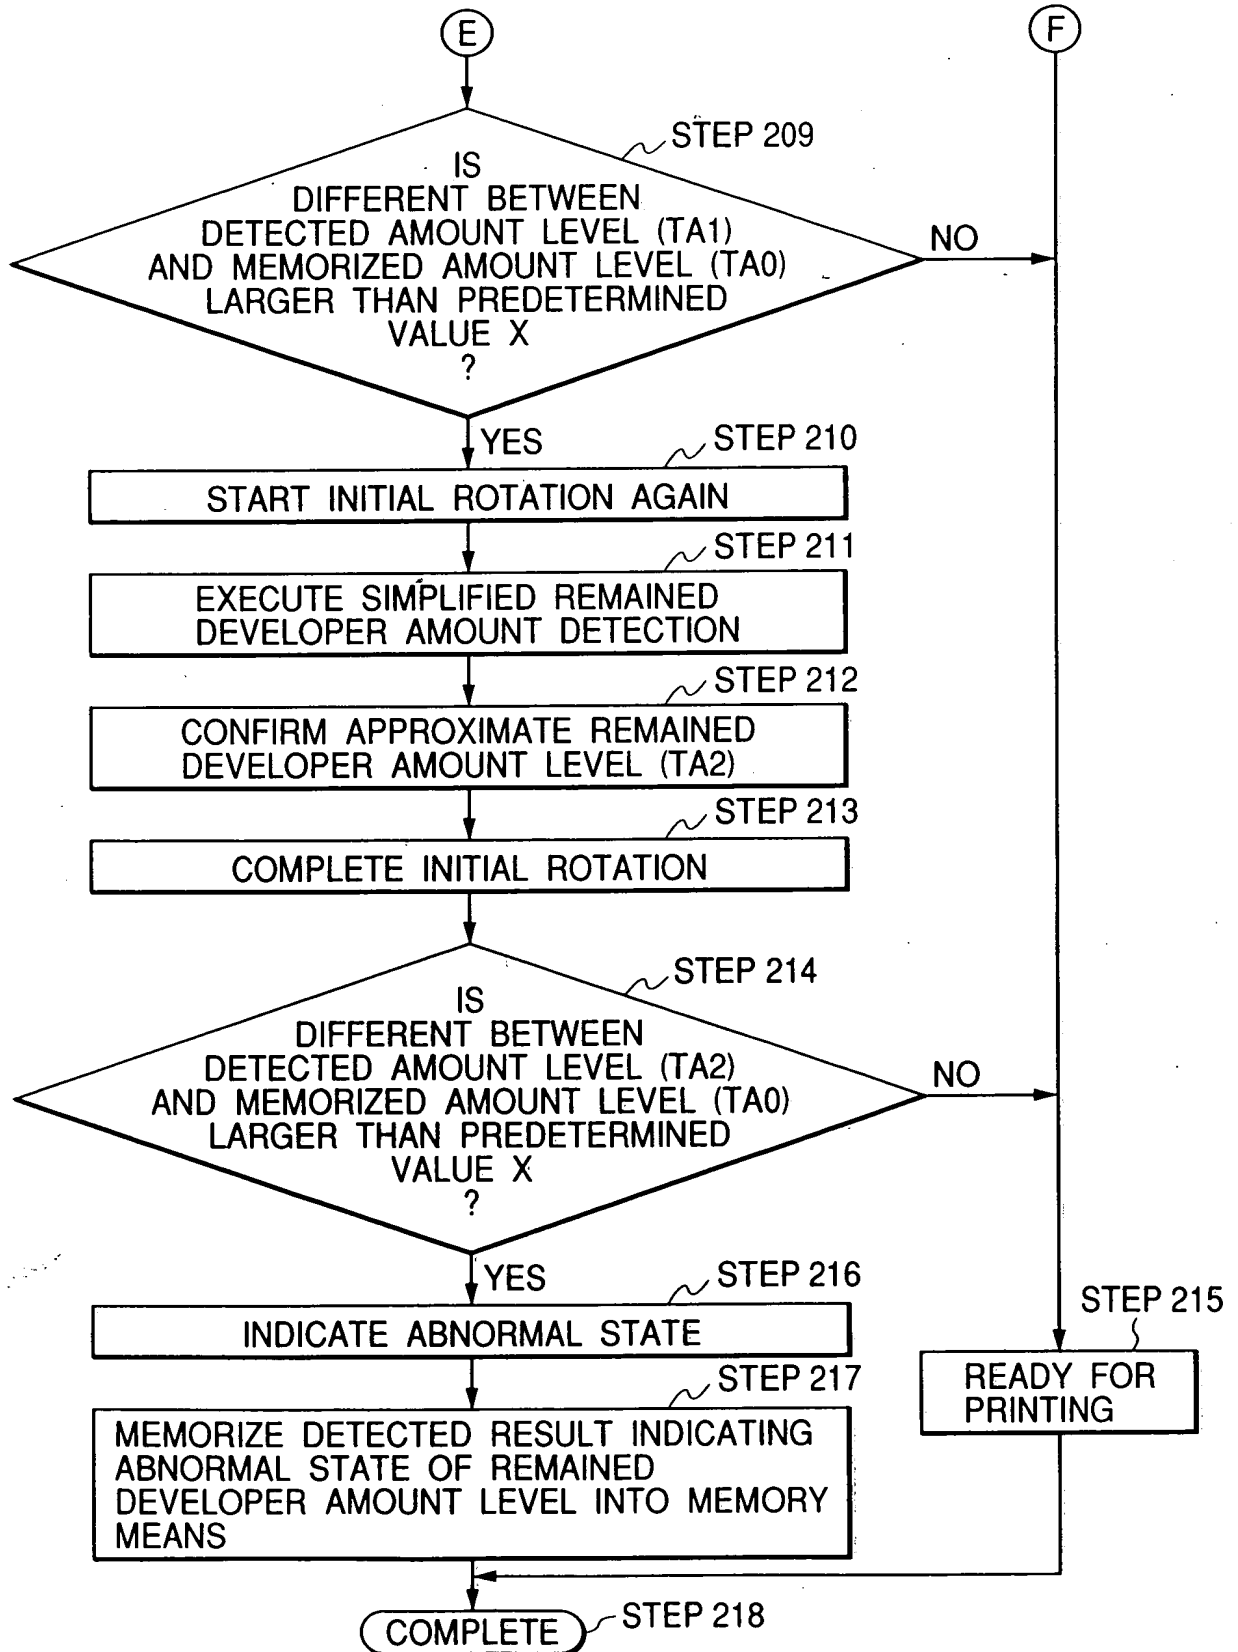 E
F
STEP 209
IS
DIFFERENT BETWEEN
DETECTED AMOUNT LEVEL (TA1)
AND MEMORIZED AMOUNT LEVEL (TA0)
LARGER THAN PREDETERMINED
VALUE X
?
NO
YES
STEP 210
START INITIAL ROTATION AGAIN
STEP 211
EXECUTE SIMPLIFIED REMAINED
DEVELOPER AMOUNT DETECTION
STEP 212
CONFIRM APPROXIMATE REMAINED
DEVELOPER AMOUNT LEVEL (TA2)
STEP 213
COMPLETE INITIAL ROTATION
STEP 214
IS
DIFFERENT BETWEEN
DETECTED AMOUNT LEVEL (TA2)
AND MEMORIZED AMOUNT LEVEL (TA0)
LARGER THAN PREDETERMINED
VALUE X
?
NO
YES
STEP 216
INDICATE ABNORMAL STATE
STEP 215
READY FOR
PRINTING
STEP 217
MEMORIZE DETECTED RESULT INDICATING
ABNORMAL STATE OF REMAINED
DEVELOPER AMOUNT LEVEL INTO MEMORY
MEANS
COMPLETE
STEP 218